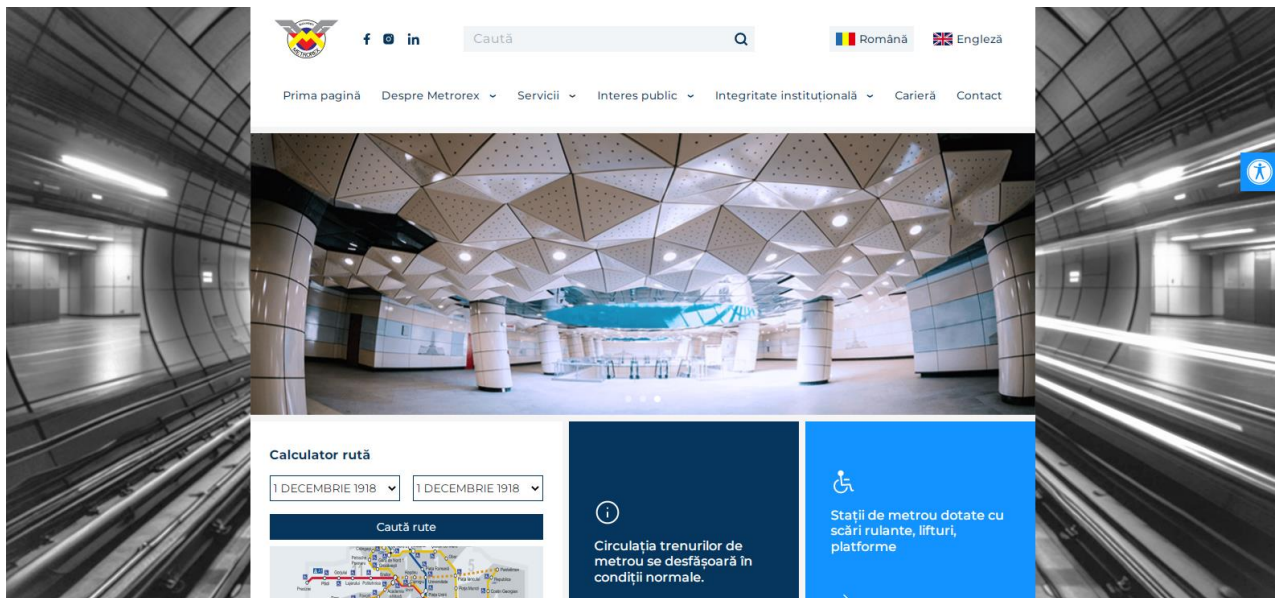 METROREX
Caută
Română
Engleză
Prima pagină
Despre Metrorex
Servicii
Interes public
Integritate instituțională
Carieră
Contact
Calculator rută
1 DECEMBRIE 1918
1 DECEMBRIE 1918
Caută rute
Circulația trenurilor de
metrou se desfășoară în
condiții normale.
Stații de metrou dotate cu
scări rulante, lifturi,
platforme